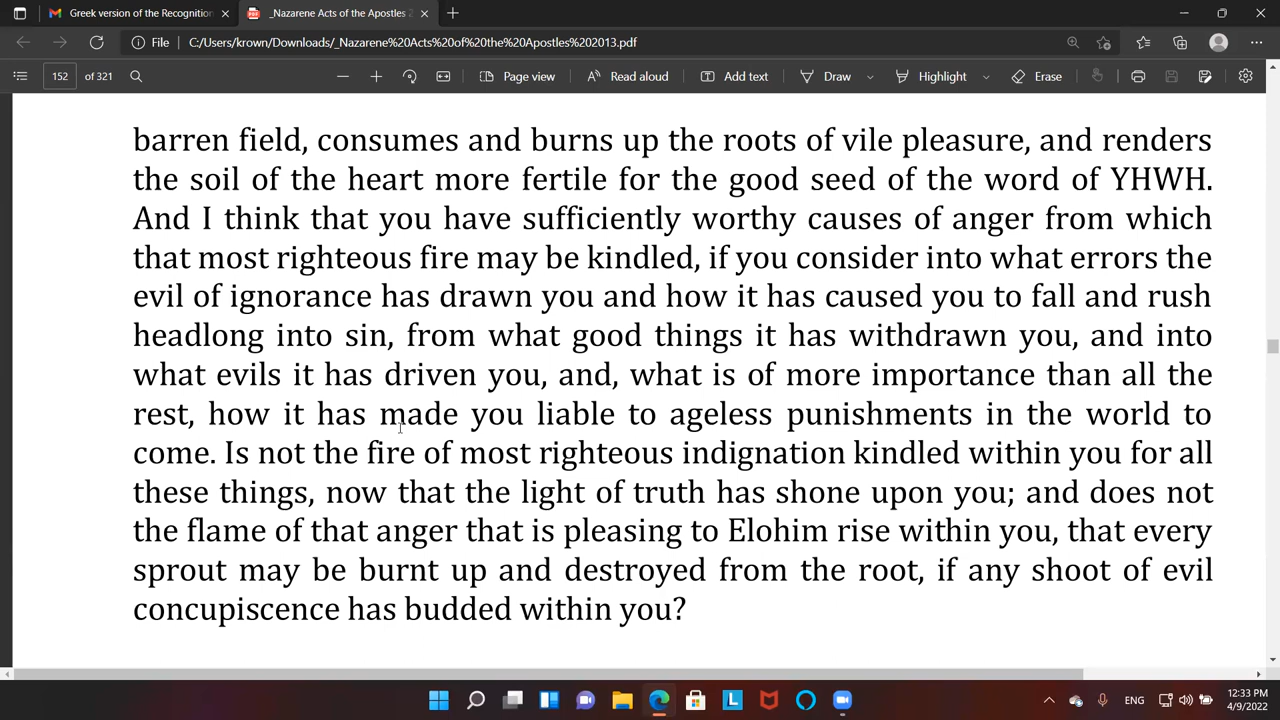 Greek version of the Recognition
_Nazarene Acts of the Apostles 2
File
C:/Users/krown/Downloads/_Nazarene%20Acts%20of%20the%20Apostles%202013.pdf
152 of 321
Page view
Read aloud
Add text
Draw
Highlight
Erase
barren field, consumes and burns up the roots of vile pleasure, and renders
the soil of the heart more fertile for the good seed of the word of YHWH.
And I think that you have sufficiently worthy causes of anger from which
that most righteous fire may be kindled, if you consider into what errors the
evil of ignorance has drawn you and how it has caused you to fall and rush
headlong into sin, from what good things it has withdrawn you, and into
what evils it has driven you, and, what is of more importance than all the
rest, how it has made you liable to ageless punishments in the world to
come. Is not the fire of most righteous indignation kindled within you for all
these things, now that the light of truth has shone upon you; and does not
the flame of that anger that is pleasing to Elohim rise within you, that every
sprout may be burnt up and destroyed from the root, if any shoot of evil
concupiscence has budded within you?
L
ENG
12:33 PM
4/9/2022